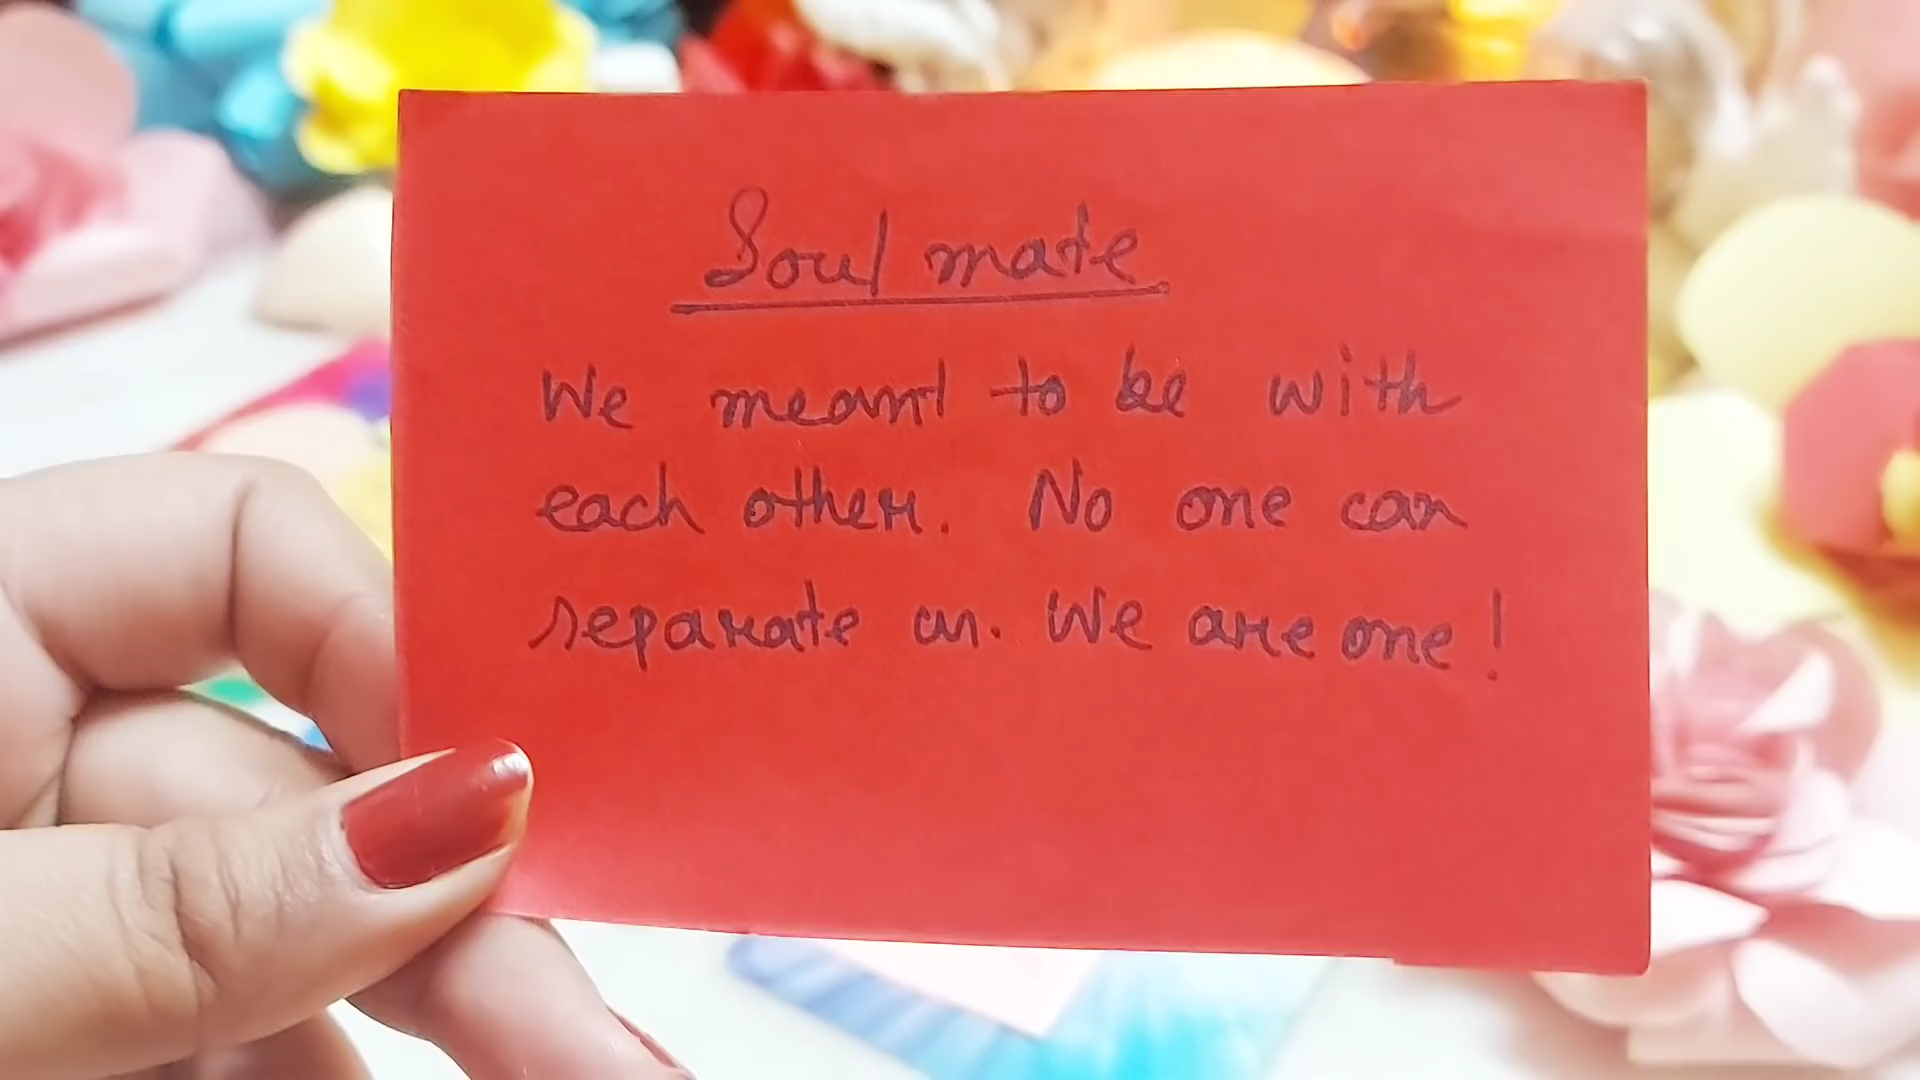 Soul mate
We meant to be with
each other. No one can
separate us. We are one!